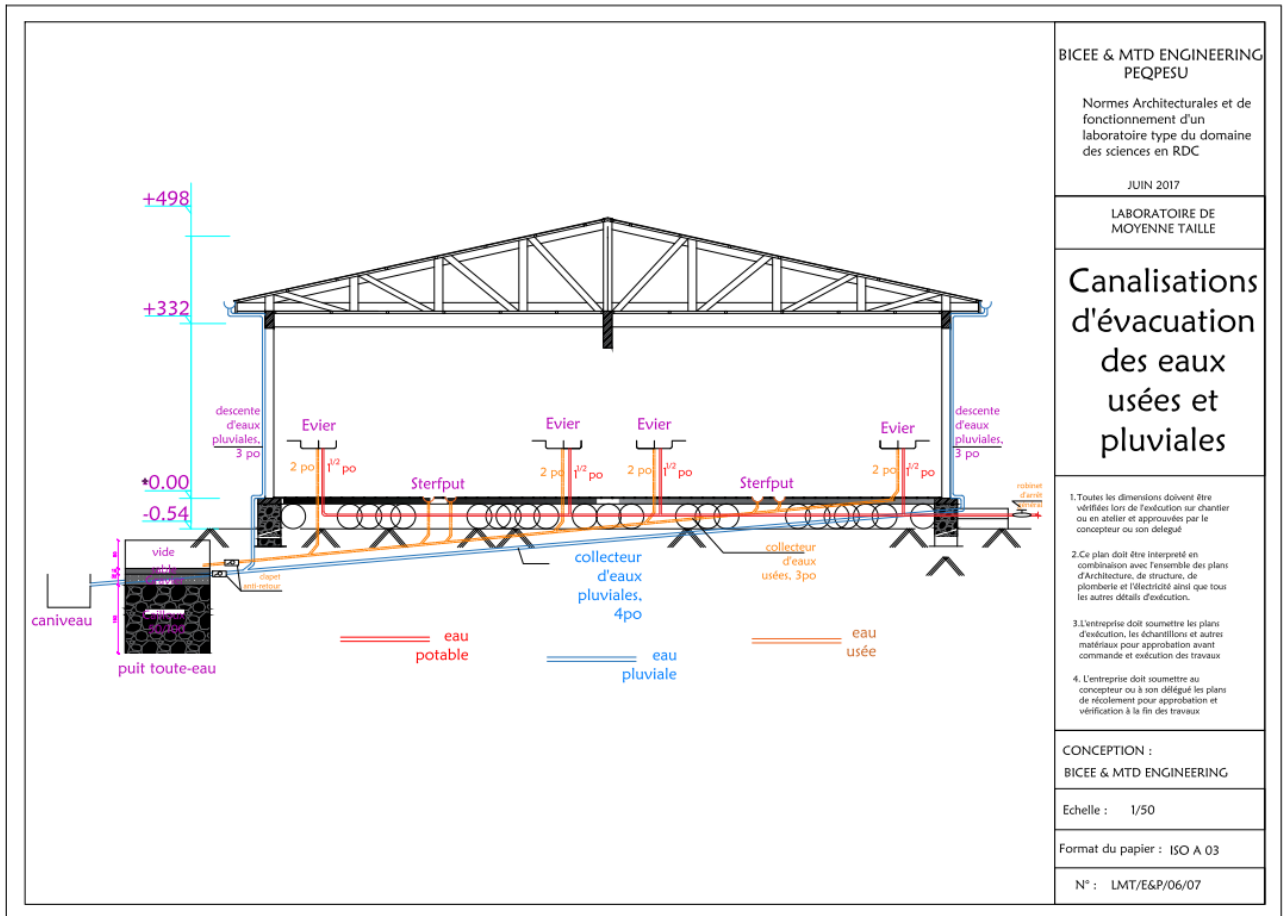 BICEE & MTD ENGINEERING
PEQPESU
Normes Architecturales et de
fonctionnement d'un
laboratoire type du domaine
des sciences en RDC
JUIN 2017
LABORATOIRE DE
MOYENNE TAILLE
Canalisations
d'évacuation
des eaux
usées et
pluviales
1.Toutes les dimensions doivent être
vérifiées lors de l'exécution sur chantier
ou en atelier et approuvées par le
concepteur ou son delegué
2.Ce plan doit être interpreté en
combinaison avec l'ensemble des plans
d'Architecture, de structure, de
plomberie et l'électricité ainsi que tous
les autres détails d'exécution.
3.L'entreprise doit soumettre les plans
d'exécution, les échantillons et autres
matériaux pour approbation avant
commande et exécution des travaux
4. L'entreprise doit soumettre au
concepteur ou à son délégué les plans
de récolement pour approbation et
vérification à la fin des travaux
CONCEPTION :
BICEE & MTD ENGINEERING
Echelle : 1/50
Format du papier : ISO A 03
N° : LMT/E&P/06/07
+498
+332
±0.00
-0.54
descente
d'eaux
pluviales,
3 po
Evier
Evier
Evier
Evier
descente
d'eaux
pluviales,
3 po
2 po
1 1/2 po
2 po
1 1/2 po
2 po
1 1/2 po
2 po
1 1/2 po
Sterfput
Sterfput
robinet
d'arrêt
général
vide
clapet
anti-retour
collecteur
d'eaux
pluviales,
4po
collecteur
d'eaux
usées, 3po
caniveau
puit toute-eau
eau
potable
eau
pluviale
eau
usée